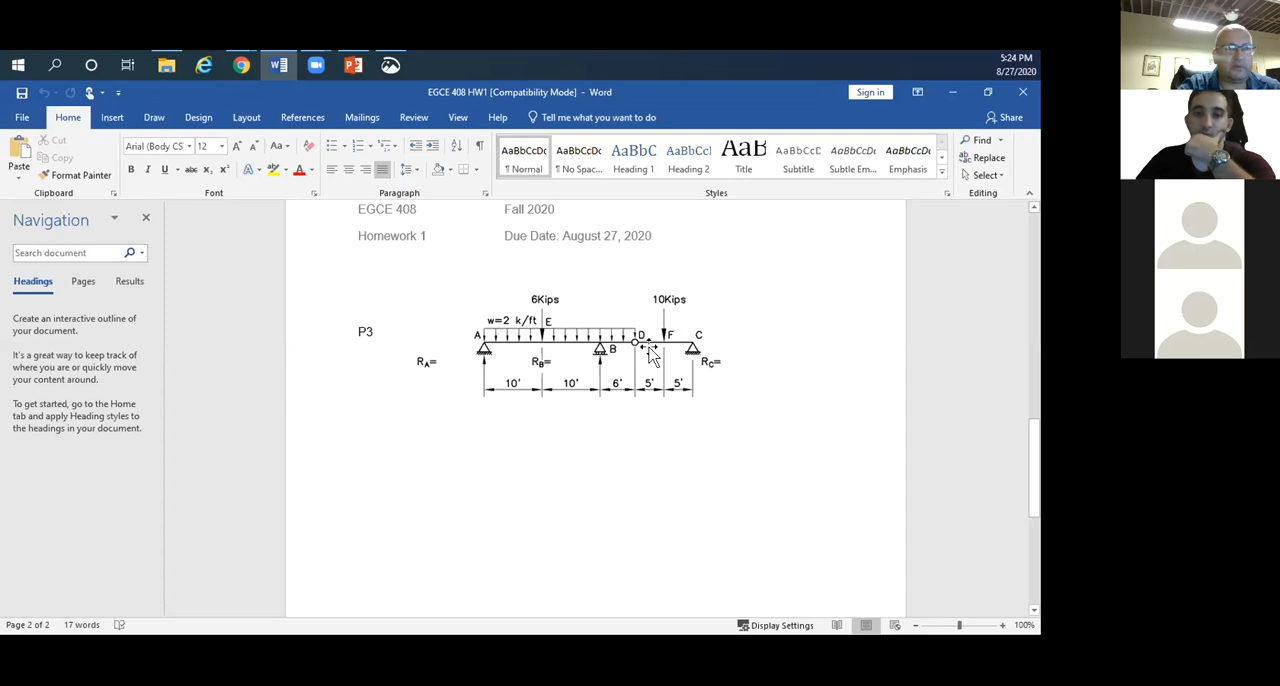 5:24 PM
8/27/2020
EGCE 408 HW1 [Compatibility Mode] - Word
Sign in
File Home Insert Draw Design Layout References Mailings Review View Help Tell me what you want to do Share
Paste
Cut
Copy
Format Painter
Clipboard
Arial (Body CS 12
Font
Paragraph
AaBbCcDc
¶ Normal
AaBbCcDc
¶ No Spac...
AaBbC
Heading 1
AaBbCc
Heading 2
AaB
Title
AaBbCcD
Subtitle
AaBbCcDc
Subtle Em...
AaBbCcDc
Emphasis
Styles
Find
Replace
Select
Editing
Navigation
Search document
Headings Pages Results
Create an interactive outline of
your document.
It's a great way to keep track of
where you are or quickly move
your content around.
To get started, go to the Home
tab and apply Heading styles to
the headings in your document.
EGCE 408 Fall 2020
Homework 1 Due Date: August 27, 2020
P3
6Kips 10Kips
w=2 k/ft E
A B D F C
RA= RB= RC=
10' 10' 6' 5' 5'
Page 2 of 2 17 words
Display Settings
100%